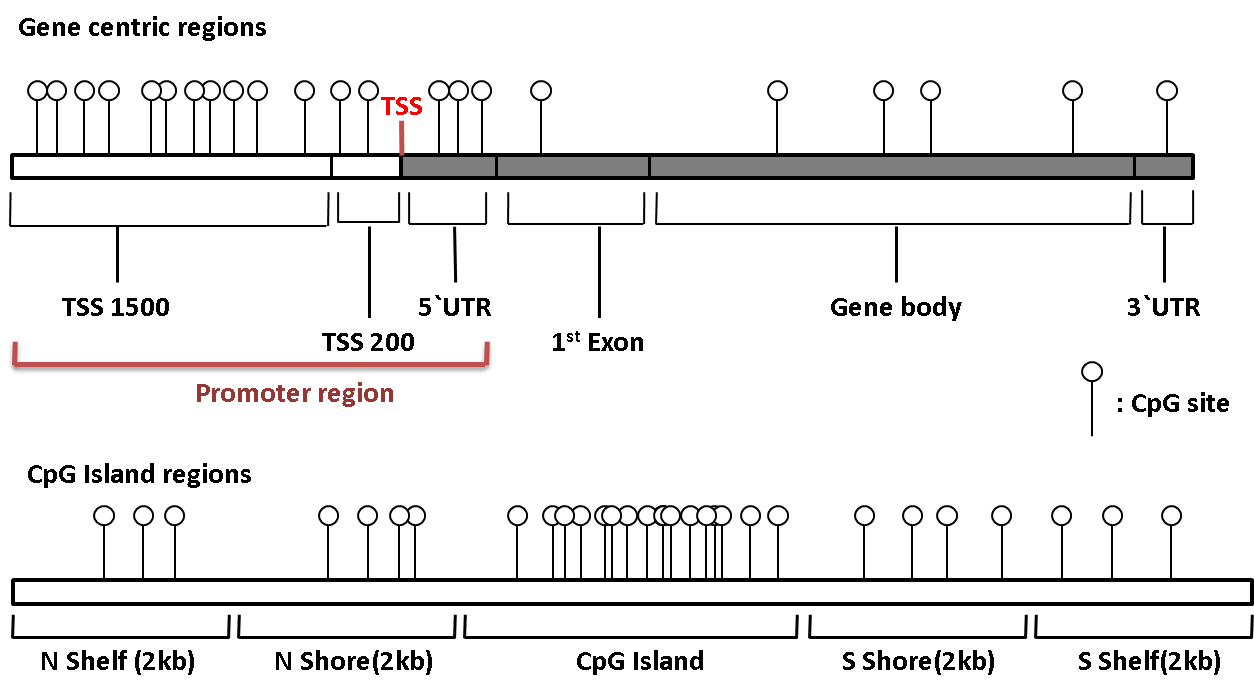 Gene centric regions
TSS
TSS 1500
TSS 200
5`UTR
1st Exon
Gene body
3`UTR
Promoter region
: CpG site
CpG Island regions
N Shelf (2kb)
N Shore(2kb)
CpG Island
S Shore(2kb)
S Shelf(2kb)